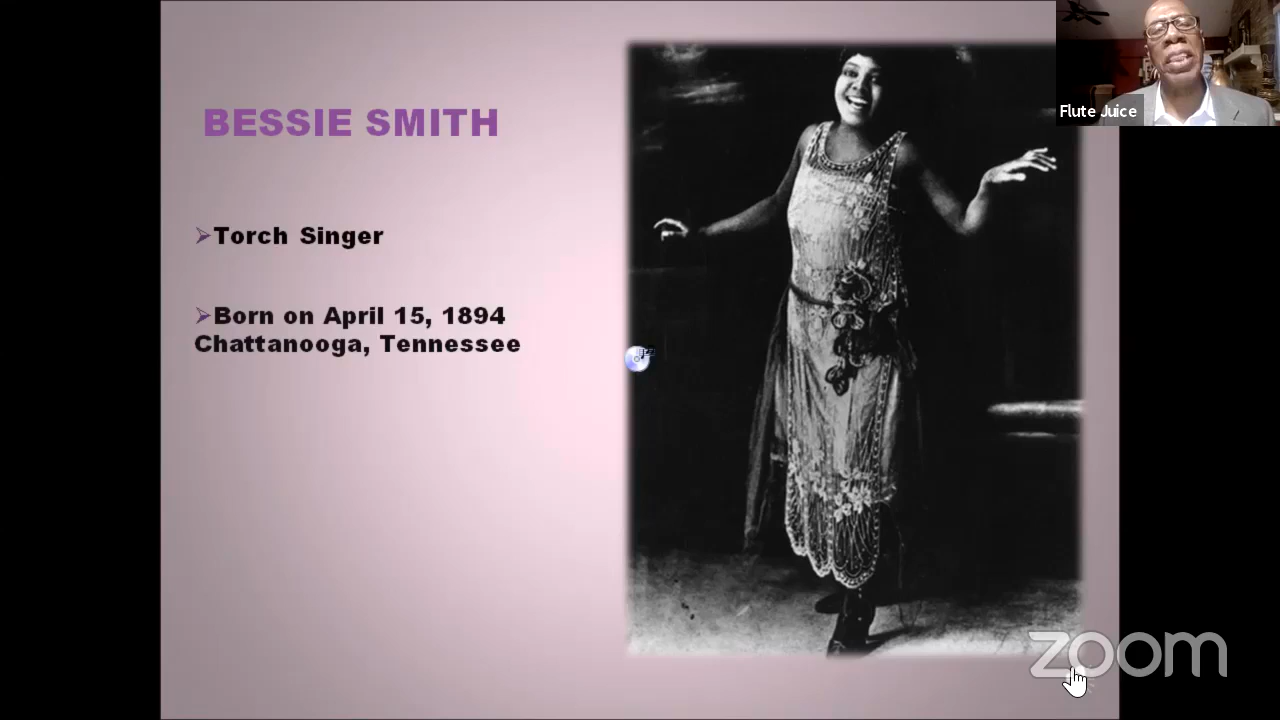 BESSIE SMITH
➢Torch Singer
➢Born on April 15, 1894
Chattanooga, Tennessee
Flute Juice
zoom